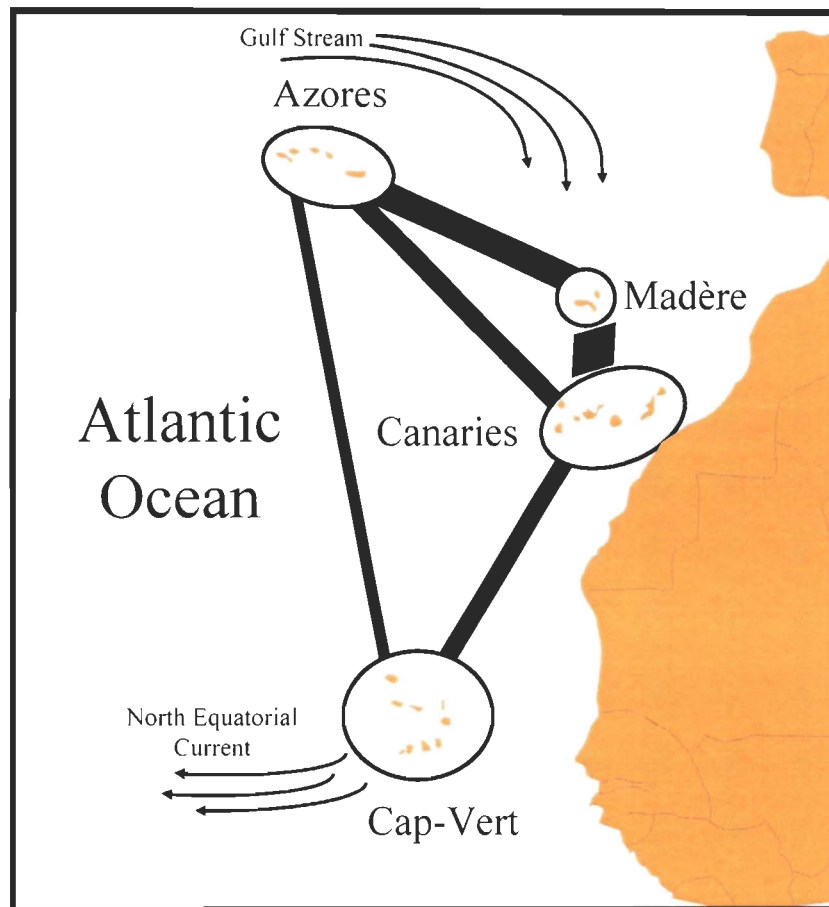 Gulf Stream
Azores
Madère
Canaries
Atlantic
Ocean
North Equatorial
Current
Cap-Vert